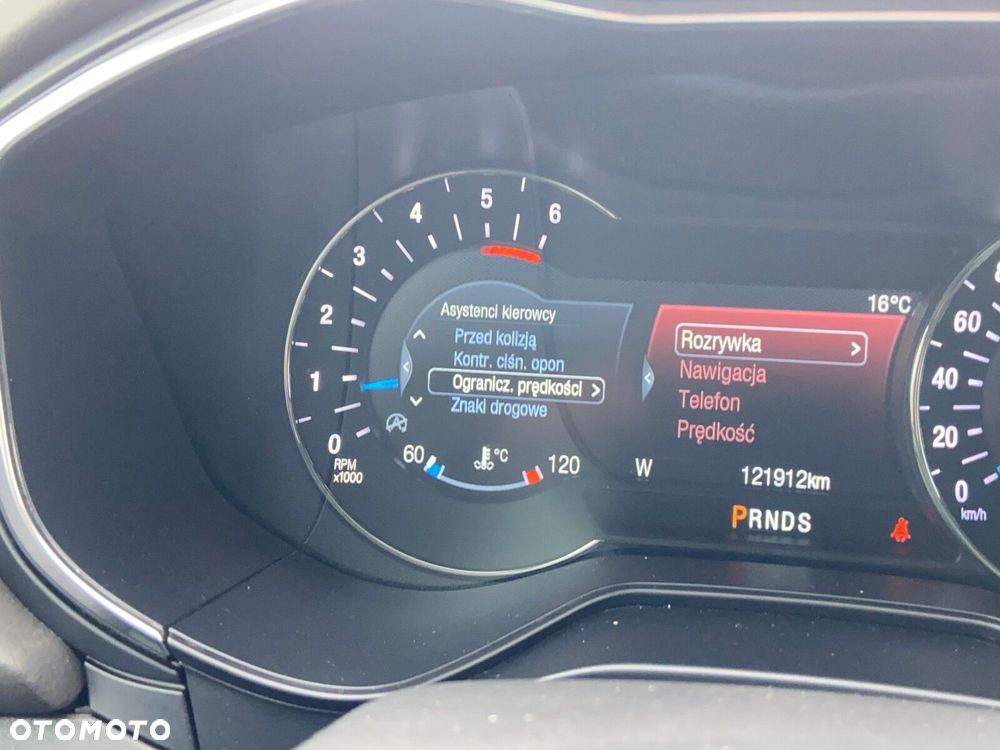 6
5
4
3
2
1
0
RPM
x1000
Asystenci kierowcy
Przed kolizją
Kontr. ciśn. opon
Ogranicz. prędkości >
Znaki drogowe
60
°C
120
16°C
Rozrywka >
Nawigacja
Telefon
Prędkość
W
121912km
PRNDS
60
40
20
0
km/h
OTOMOTO